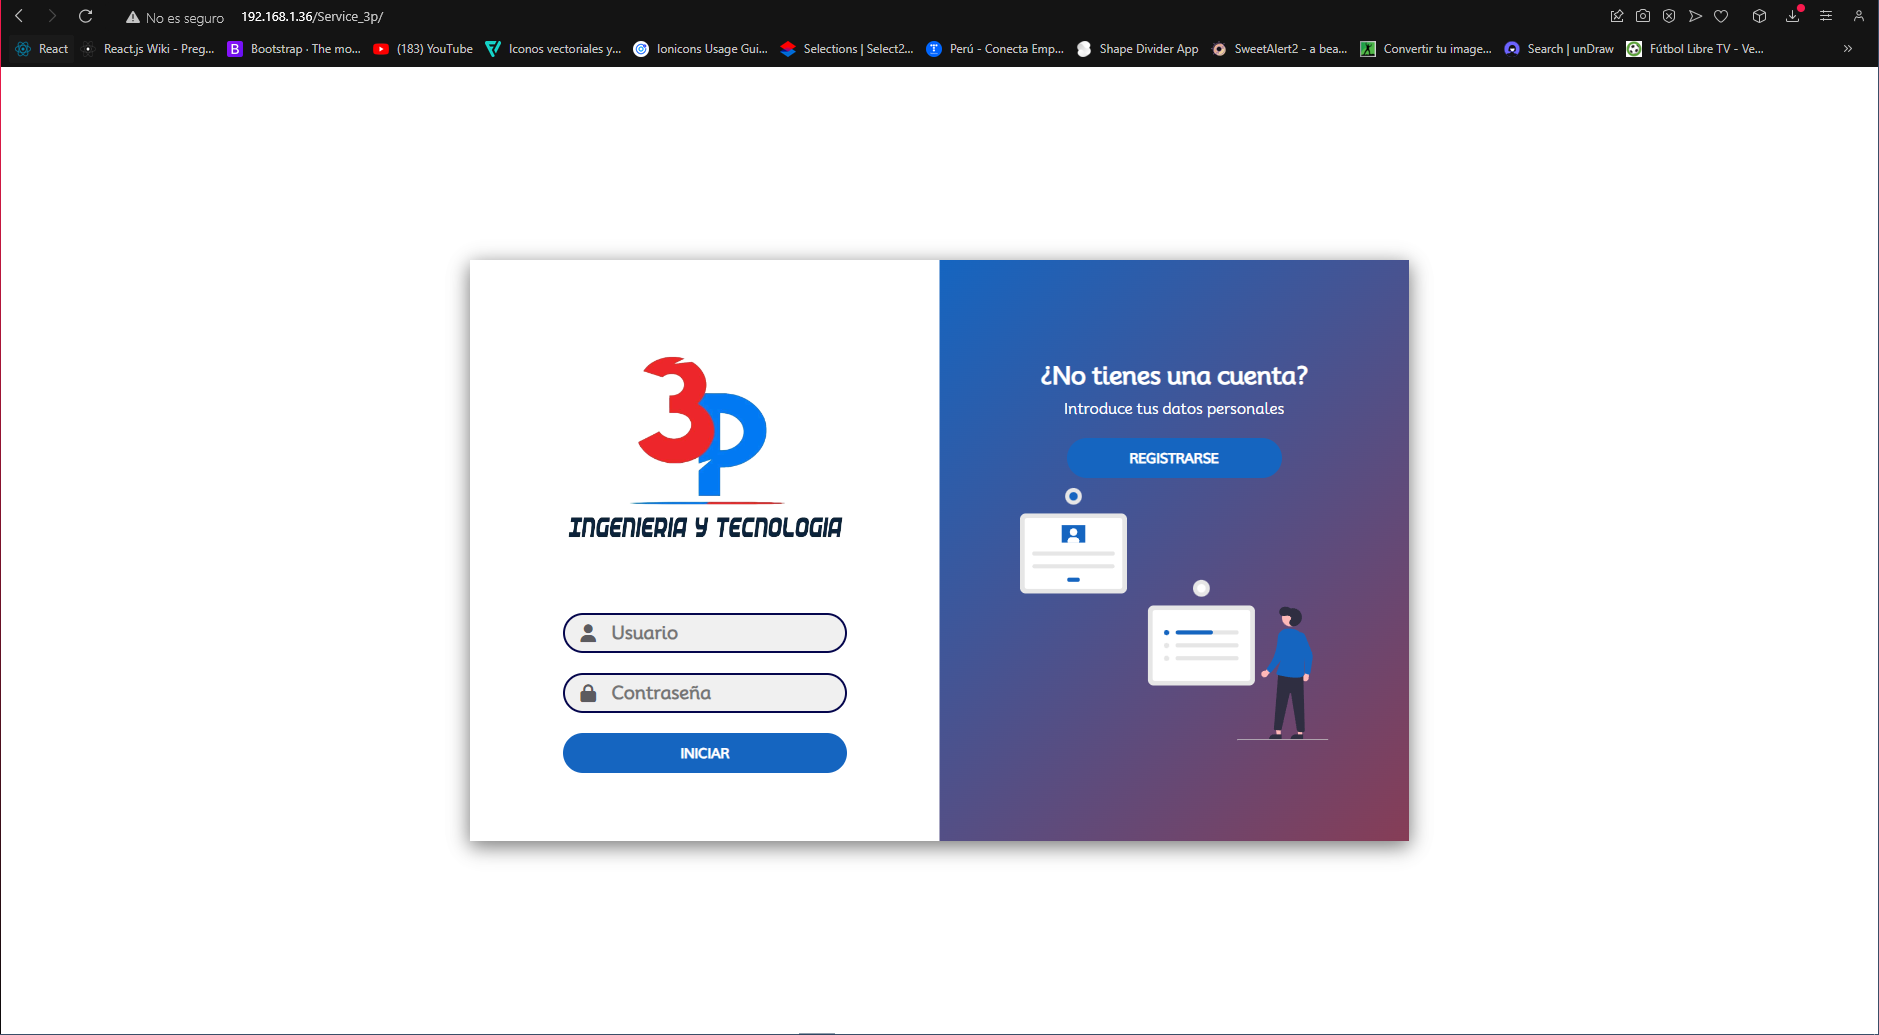 No es seguro 192.168.1.36/Service_3p/
React React.js Wiki - Preg... B Bootstrap · The mo... (183) YouTube Iconos vectoriales y... Ionicons Usage Gui... Selections | Select2... T Perú - Conecta Emp... Shape Divider App SweetAlert2 - a bea... Convertir tu image... Search | unDraw Fútbol Libre TV - Ve... »
3P
INGENIERIA Y TECNOLOGIA
Usuario
Contraseña
INICIAR
¿No tienes una cuenta?
Introduce tus datos personales
REGISTRARSE